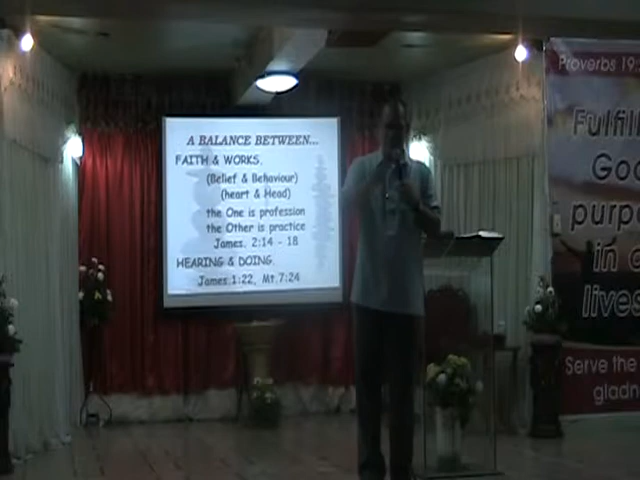 A BALANCE BETWEEN...
FAITH & WORKS.
(Belief & Behaviour)
(heart & Head)
the One is profession
the Other is practice
James. 2:14 - 18
HEARING & DOING.
James.1:22, Mt.7:24
Proverbs 19:
Fulfil
God
purp
in o
lives
Serve the
gladn